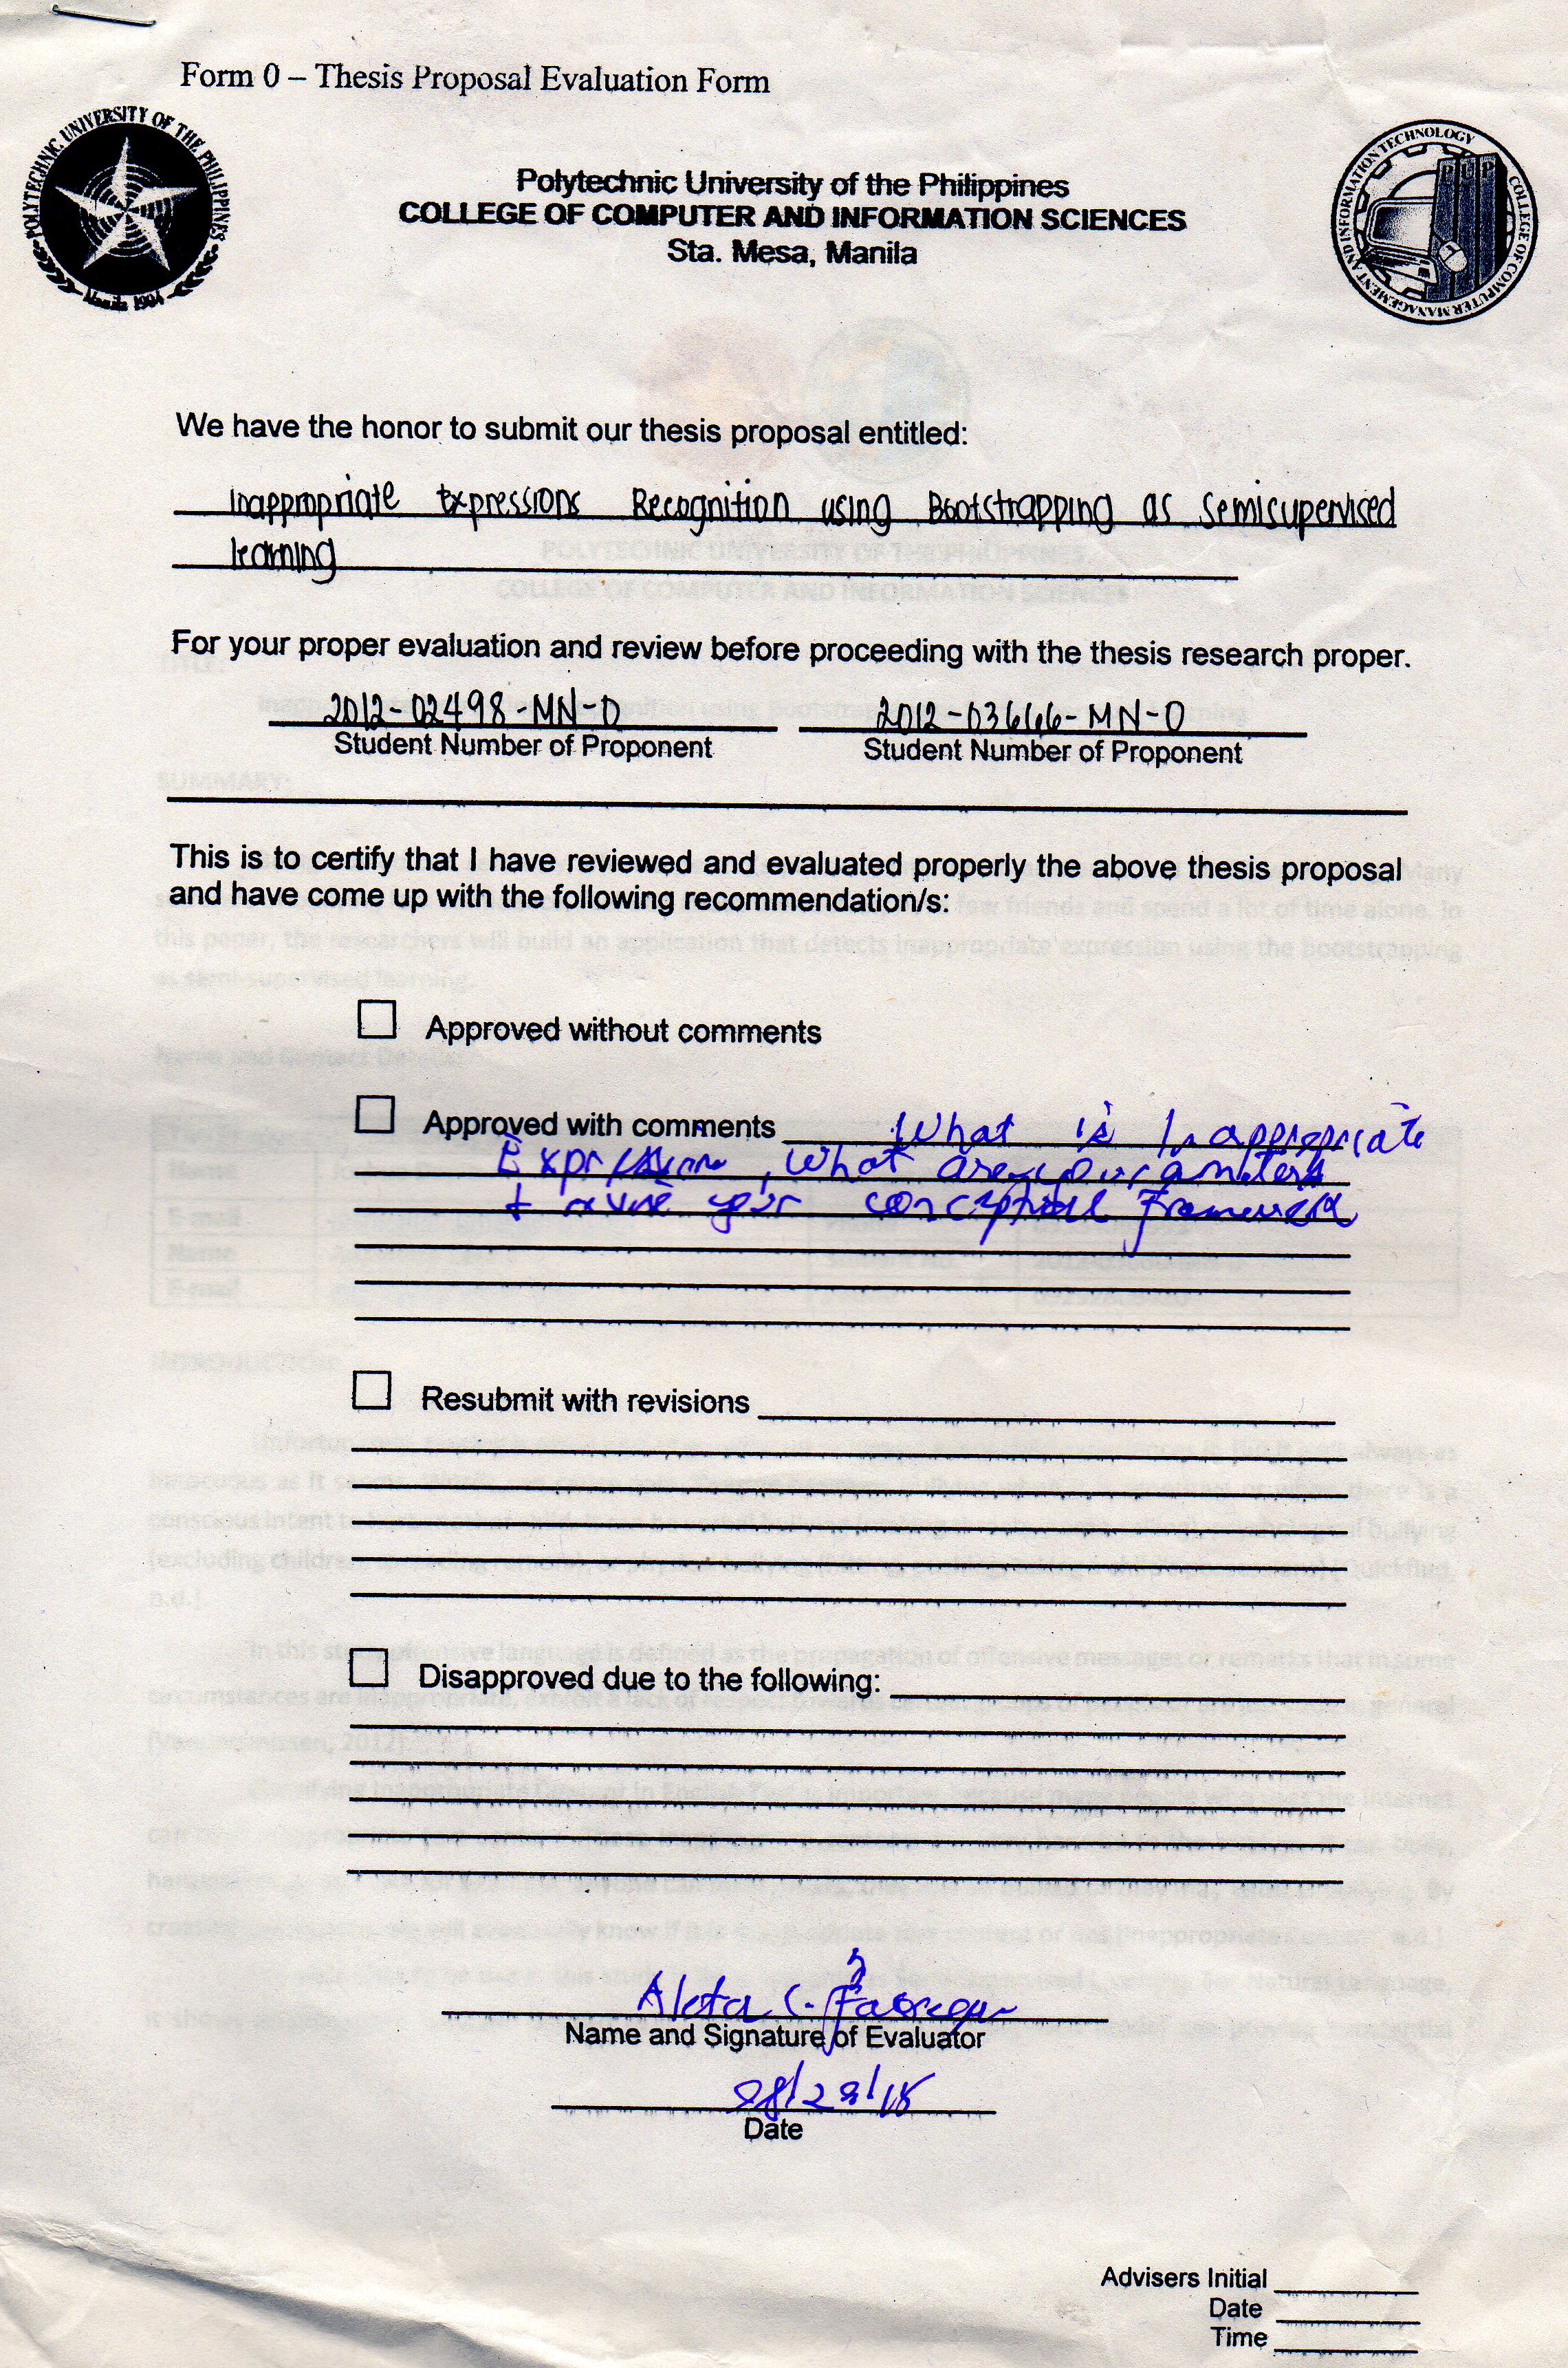 Form 0 – Thesis Proposal Evaluation Form
POLYTECHNIC UNIVERSITY OF THE PHILIPPINES
Manila 1904
COLLEGE OF COMPUTER MANAGEMENT AND INFORMATION TECHNOLOGY
PUP
Polytechnic University of the Philippines
COLLEGE OF COMPUTER AND INFORMATION SCIENCES
Sta. Mesa, Manila
We have the honor to submit our thesis proposal entitled:
Inappropriate Expressions Recognition using Bootstrapping as Semisupervised
learning
For your proper evaluation and review before proceeding with the thesis research proper.
2012-02498-MN-0 2012-03666-MN-0
Student Number of Proponent Student Number of Proponent
This is to certify that I have reviewed and evaluated properly the above thesis proposal
and have come up with the following recommendation/s:
Approved without comments
Approved with comments What is Inappropriate
Expression, What are parameters
+ revise your conceptual framework
Resubmit with revisions
Disapproved due to the following:
Aleta C. Fabregas
Name and Signature of Evaluator
08/28/15
Date
Advisers Initial
Date
Time